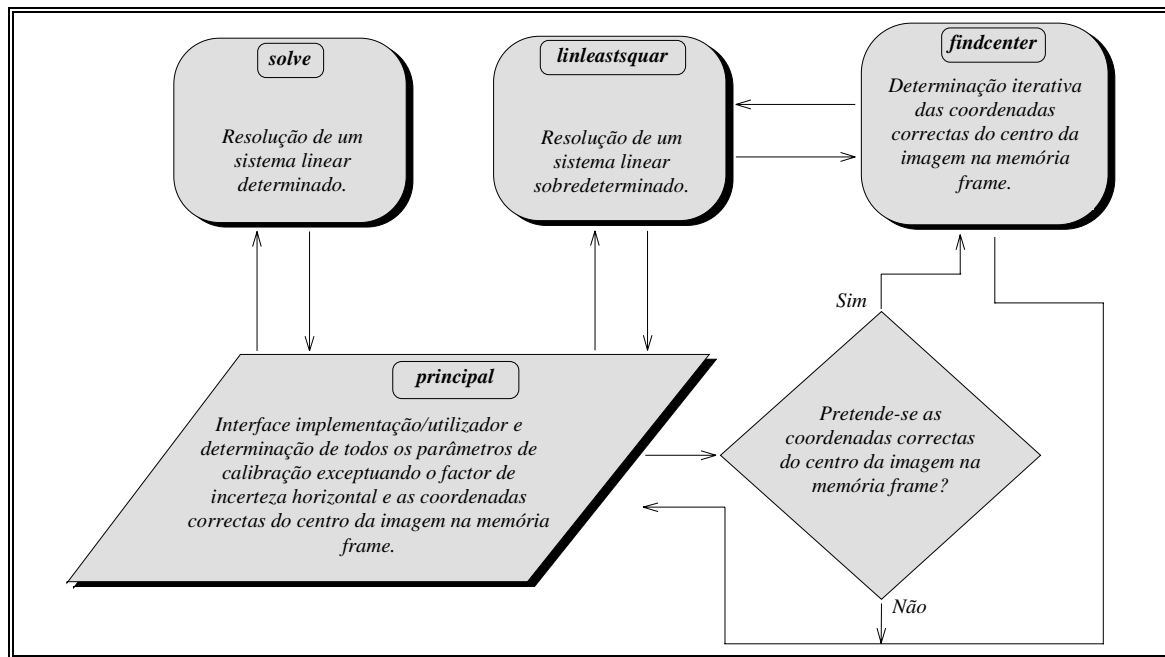 solve
Resolução de um
sistema linear
determinado.
linleastsquar
Resolução de um
sistema linear
sobredeterminado.
findcenter
Determinação iterativa
das coordenadas
correctas do centro da
imagem na memória
frame.
Sim
principal
Interface implementação/utilizador e
determinação de todos os parâmetros de
calibração exceptuando o factor de
incerteza horizontal e as coordenadas
correctas do centro da imagem na memória
frame.
Pretende-se as
coordenadas correctas
do centro da imagem na
memória frame?
Não